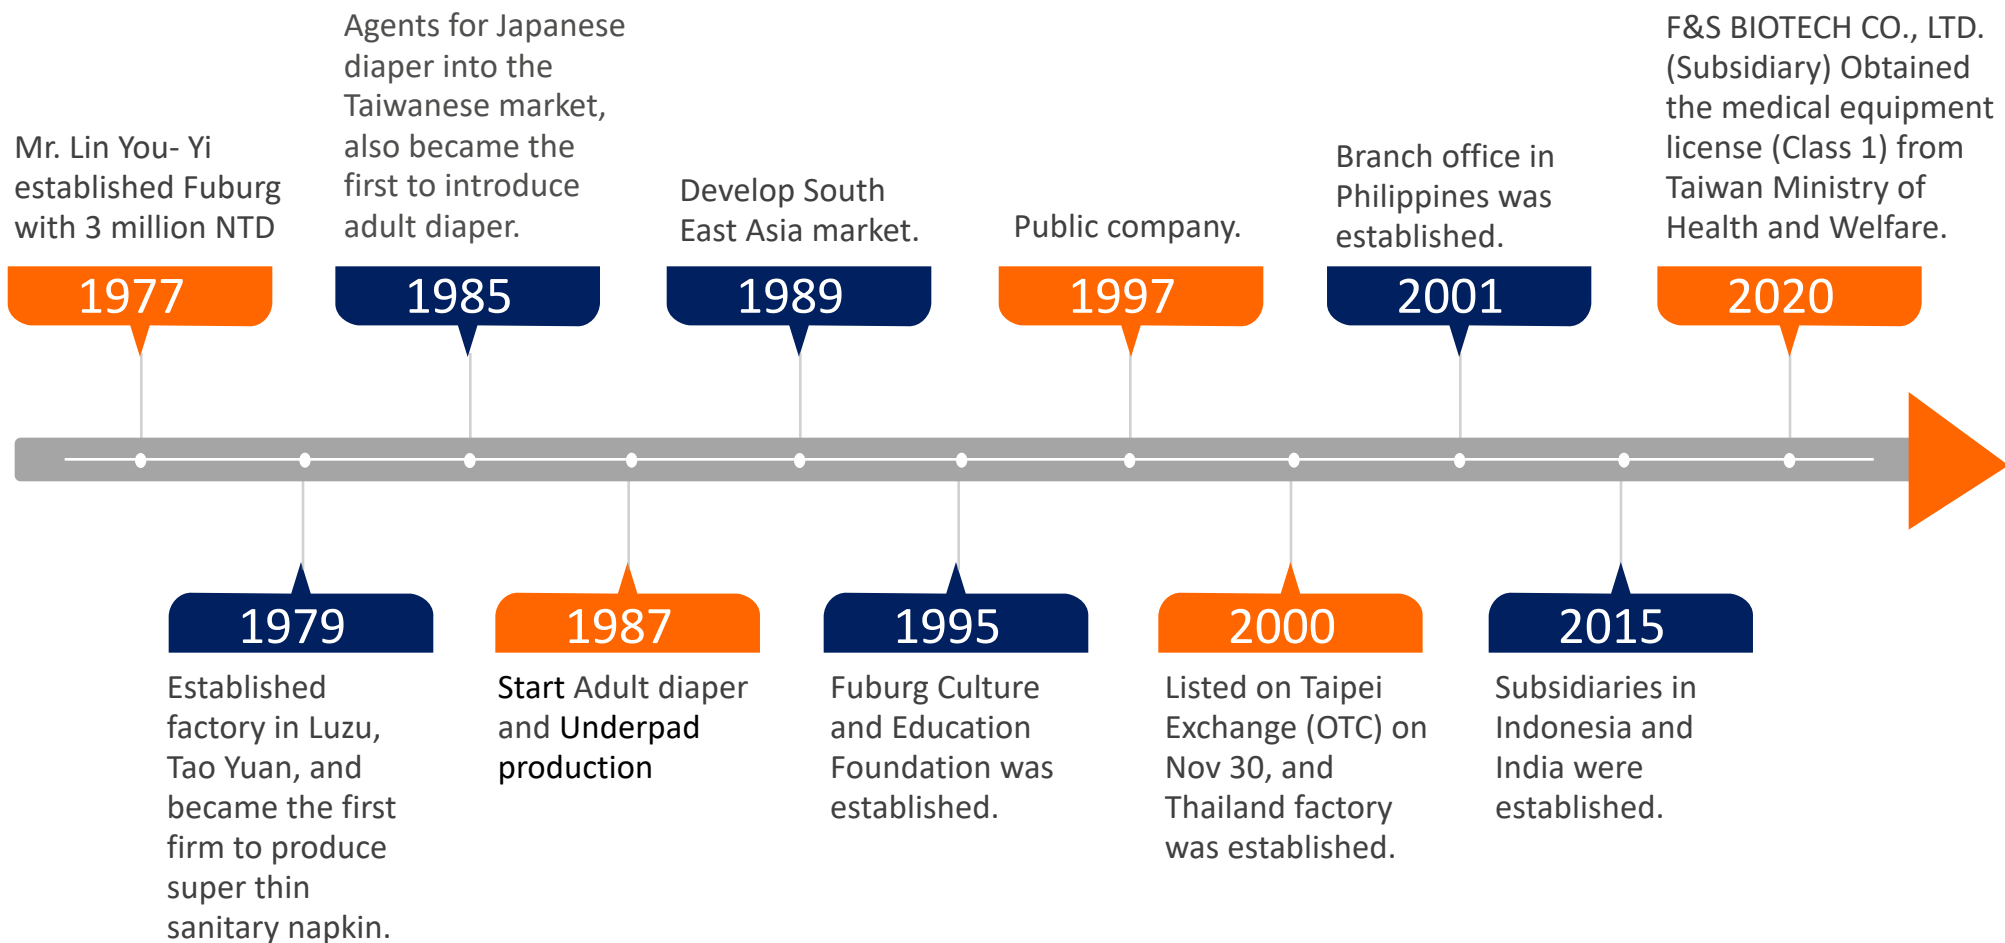 Mr. Lin You- Yi
established Fuburg
with 3 million NTD
1977
Established
factory in Luzu,
Tao Yuan, and
became the first
firm to produce
super thin
sanitary napkin.
1979
Agents for Japanese
diaper into the
Taiwanese market,
also became the
first to introduce
adult diaper.
1985
1987
Start Adult diaper
and Underpad
production
Develop South
East Asia market.
1989
1995
Fuburg Culture
and Education
Foundation was
established.
Public company.
1997
2000
Listed on Taipei
Exchange (OTC) on
Nov 30, and
Thailand factory
was established.
Branch office in
Philippines was
established.
2001
2015
Subsidiaries in
Indonesia and
India were
established.
F&S BIOTECH CO., LTD.
(Subsidiary) Obtained
the medical equipment
license (Class 1) from
Taiwan Ministry of
Health and Welfare.
2020